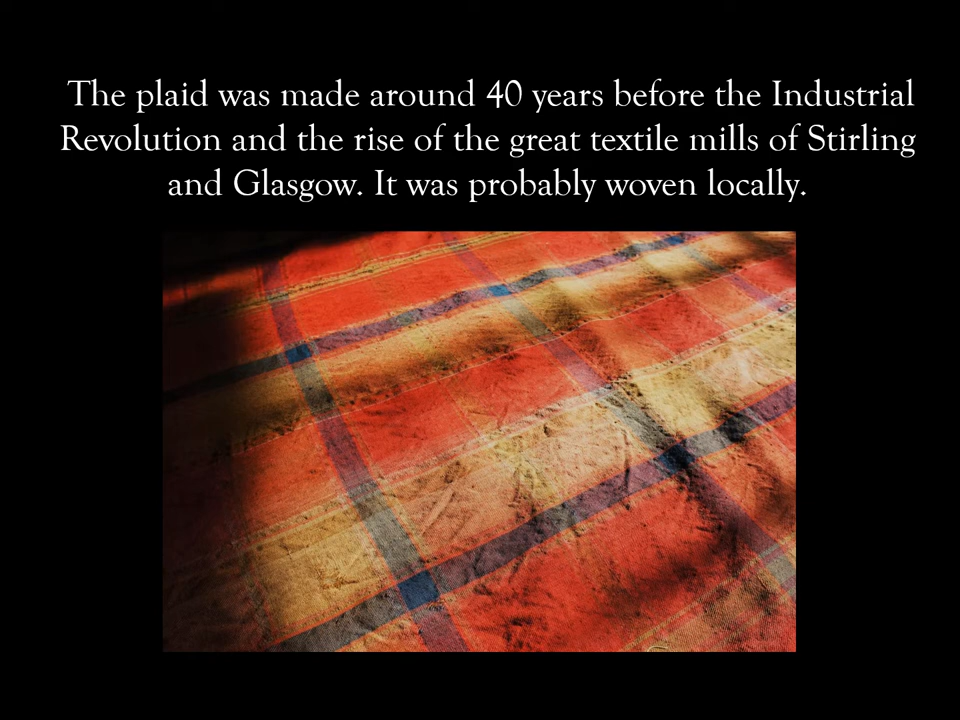 The plaid was made around 40 years before the Industrial
Revolution and the rise of the great textile mills of Stirling
and Glasgow. It was probably woven locally.